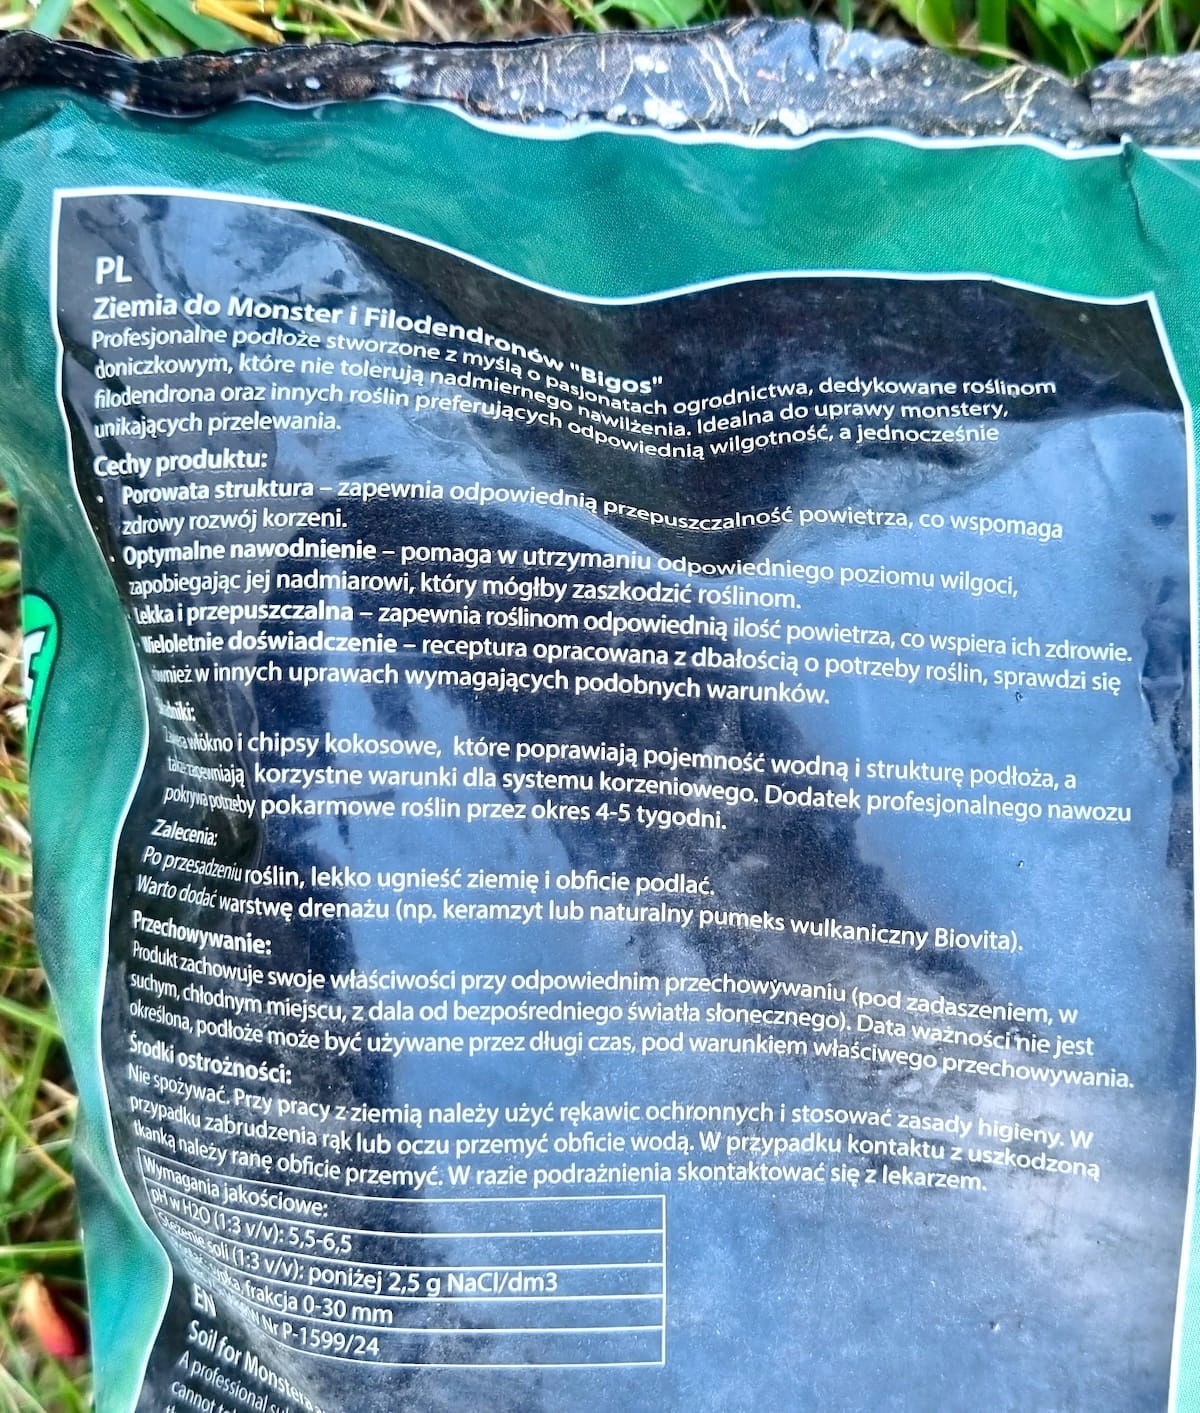 PL
Ziemia do Monster i Filodendronów "Bigos"
Profesjonalne podłoże stworzone z myślą o pasjonatach ogrodnictwa, dedykowane roślinom
doniczkowym, które nie tolerują nadmiernego nawilżenia. Idealna do uprawy monstery,
filodendrona oraz innych roślin preferujących odpowiednią wilgotność, a jednocześnie
unikających przelewania.
Cechy produktu:
• Porowata struktura – zapewnia odpowiednią przepuszczalność powietrza, co wspomaga
zdrowy rozwój korzeni.
• Optymalne nawodnienie – pomaga w utrzymaniu odpowiedniego poziomu wilgoci,
zapobiegając jej nadmiarowi, który mógłby zaszkodzić roślinom.
• Lekka i przepuszczalna – zapewnia roślinom odpowiednią ilość powietrza, co wspiera ich zdrowie.
• Wieloletnie doświadczenie – receptura opracowana z dbałością o potrzeby roślin, sprawdzi się
również w innych uprawach wymagających podobnych warunków.
Składniki:
Zawiera włókno i chipsy kokosowe, które poprawiają pojemność wodną i strukturę podłoża, a
także zapewniają korzystne warunki dla systemu korzeniowego. Dodatek profesjonalnego nawozu
pokrywa potrzeby pokarmowe roślin przez okres 4-5 tygodni.
Zalecenia:
Po przesadzeniu roślin, lekko ugnieść ziemię i obficie podlać.
Warto dodać warstwę drenażu (np. keramzyt lub naturalny pumeks wulkaniczny Biovita).
Przechowywanie:
Produkt zachowuje swoje właściwości przy odpowiednim przechowywaniu (pod zadaszeniem, w
suchym, chłodnym miejscu, z dala od bezpośredniego światła słonecznego). Data ważności nie jest
określona, podłoże może być używane przez długi czas, pod warunkiem właściwego przechowywania.
Środki ostrożności:
Nie spożywać. Przy pracy z ziemią należy użyć rękawic ochronnych i stosować zasady higieny. W
przypadku zabrudzenia rąk lub oczu przemyć obficie wodą. W przypadku kontaktu z uszkodzoną
tkanką należy ranę obficie przemyć. W razie podrażnienia skontaktować się z lekarzem.
Wymagania jakościowe:
pH w H2O (1:3 v/v): 5,5-6,5
Stężenie soli (1:3 v/v): poniżej 2,5 g NaCl/dm3
frakcja 0-30 mm
Nr P-1599/24
EN
Soil for Monstera
A professional
cannot